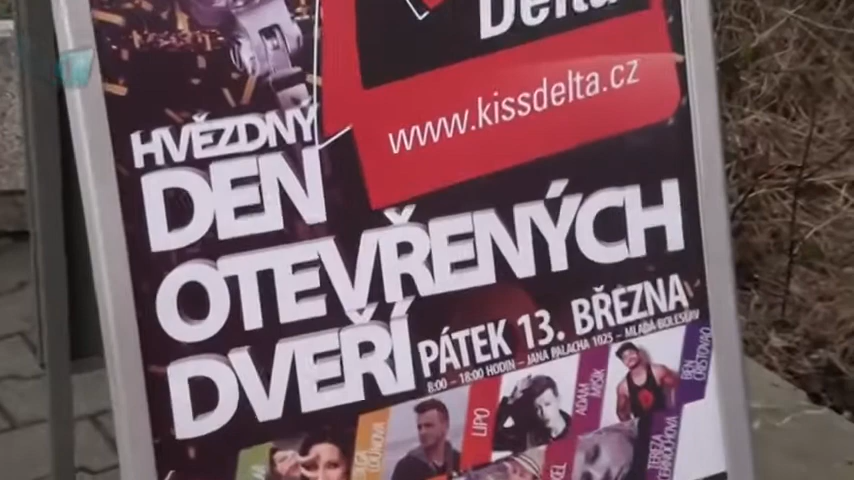 Delta
www.kissdelta.cz
HVĚZDNÝ
DEN
OTEVŘENÝCH
DVEŘÍ
PÁTEK 13. BŘEZNA
8:00 – 18:00 HODIN – JANA PALACHA 1025 – MLADÁ BOLESLAV
LOUNOVÁ
LIPO
ADAM
MIŠÍK
BEN
CRISTOVAO
TEREZA
ČERNOCHOVÁ